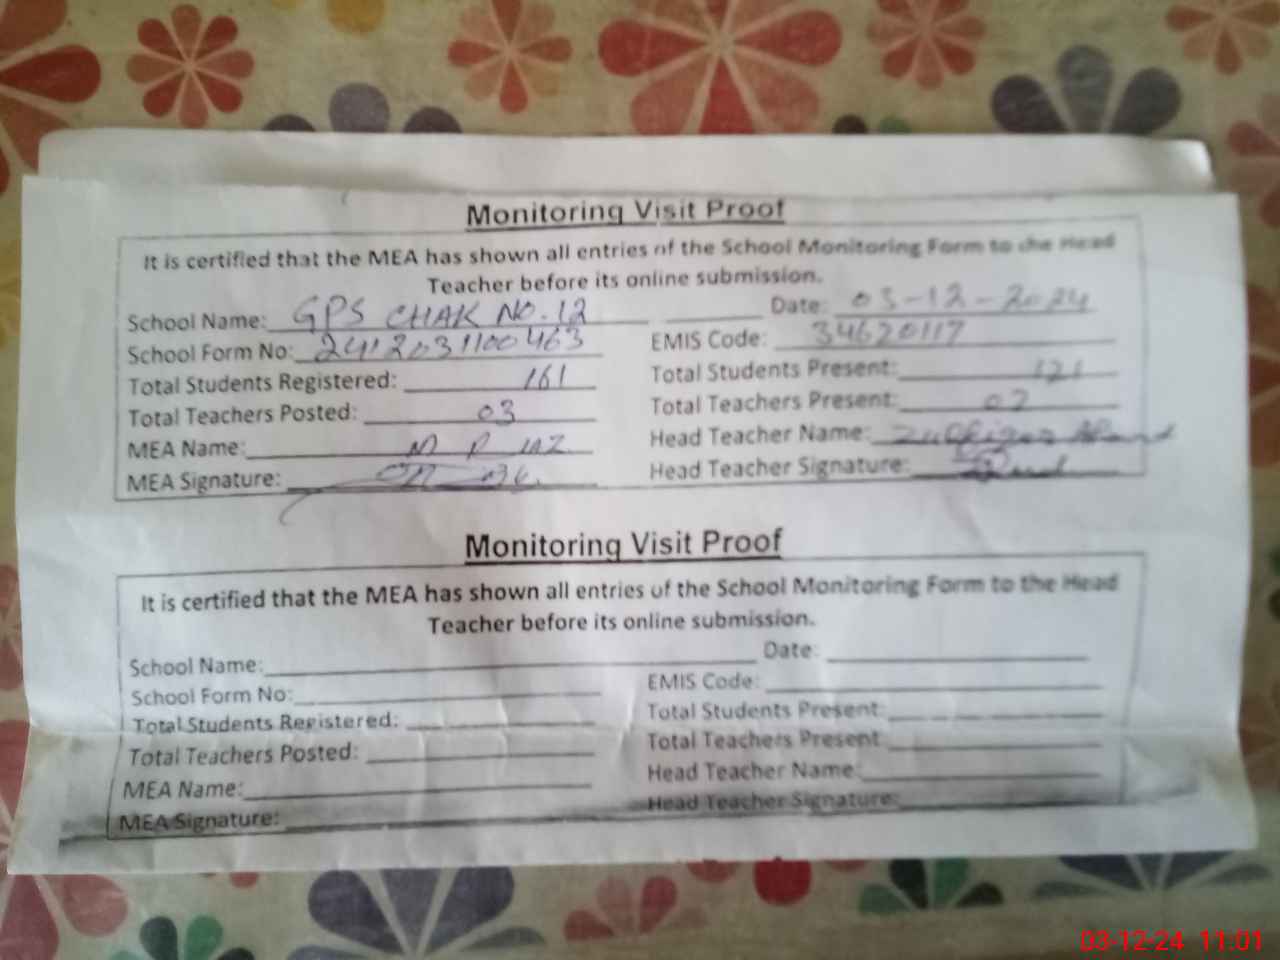 Monitoring Visit Proof
It is certified that the MEA has shown all entries of the School Monitoring Form to the Head
Teacher before its online submission.
School Name: GPS CHAK NO. 12 Date: 03-12-2024
School Form No: 2412031100463 EMIS Code: 34620117
Total Students Registered: 161 Total Students Present: 121
Total Teachers Posted: 03 Total Teachers Present: 02
MEA Name: Head Teacher Name:
MEA Signature: Head Teacher Signature:
Monitoring Visit Proof
It is certified that the MEA has shown all entries of the School Monitoring Form to the Head
Teacher before its online submission.
School Name: Date:
School Form No: EMIS Code:
Total Students Registered: Total Students Present:
Total Teachers Posted: Total Teachers Present:
MEA Name: Head Teacher Name:
MEA Signature: Head Teacher Signature:
03-12-24 11:01